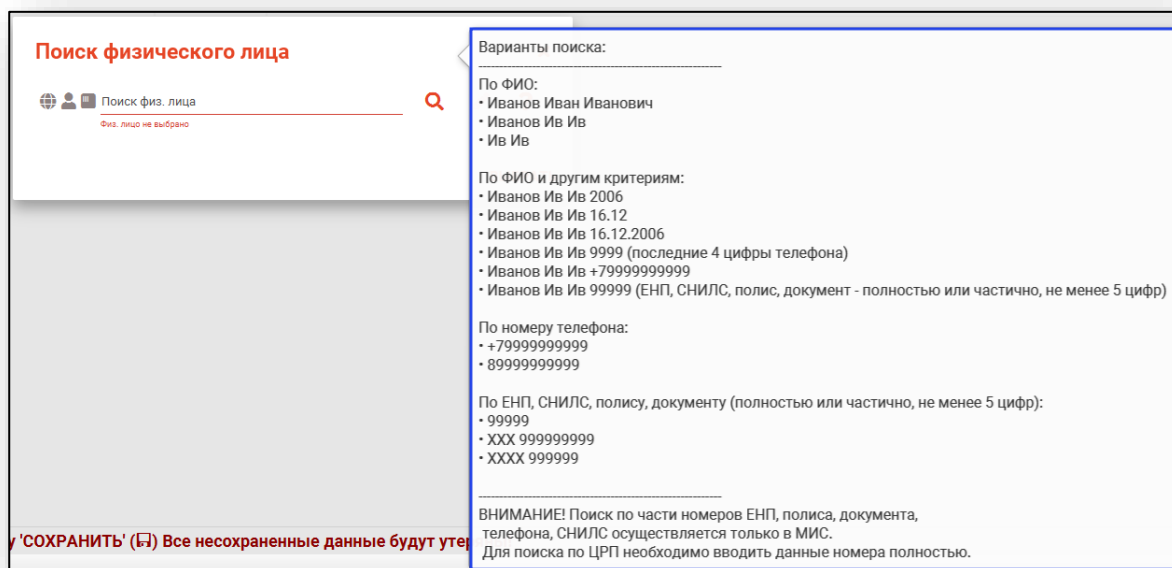 Поиск физического лица
Поиск физ. лица
Физ. лицо не выбрано
Варианты поиска:
По ФИО:
• Иванов Иван Иванович
• Иванов Ив Ив
• Ив Ив
По ФИО и другим критериям:
• Иванов Ив Ив 2006
• Иванов Ив Ив 16.12
• Иванов Ив Ив 16.12.2006
• Иванов Ив Ив 9999 (последние 4 цифры телефона)
• Иванов Ив Ив +79999999999
• Иванов Ив Ив 99999 (ЕНП, СНИЛС, полис, документ - полностью или частично, не менее 5 цифр)
По номеру телефона:
• +79999999999
• 89999999999
По ЕНП, СНИЛС, полису, документу (полностью или частично, не менее 5 цифр):
• 99999
• XXX 999999999
• XXXX 999999
ВНИМАНИЕ! Поиск по части номеров ЕНП, полиса, документа,
телефона, СНИЛС осуществляется только в МИС.
Для поиска по ЦРП необходимо вводить данные номера полностью.
у 'СОХРАНИТЬ' () Все несохраненные данные будут утер